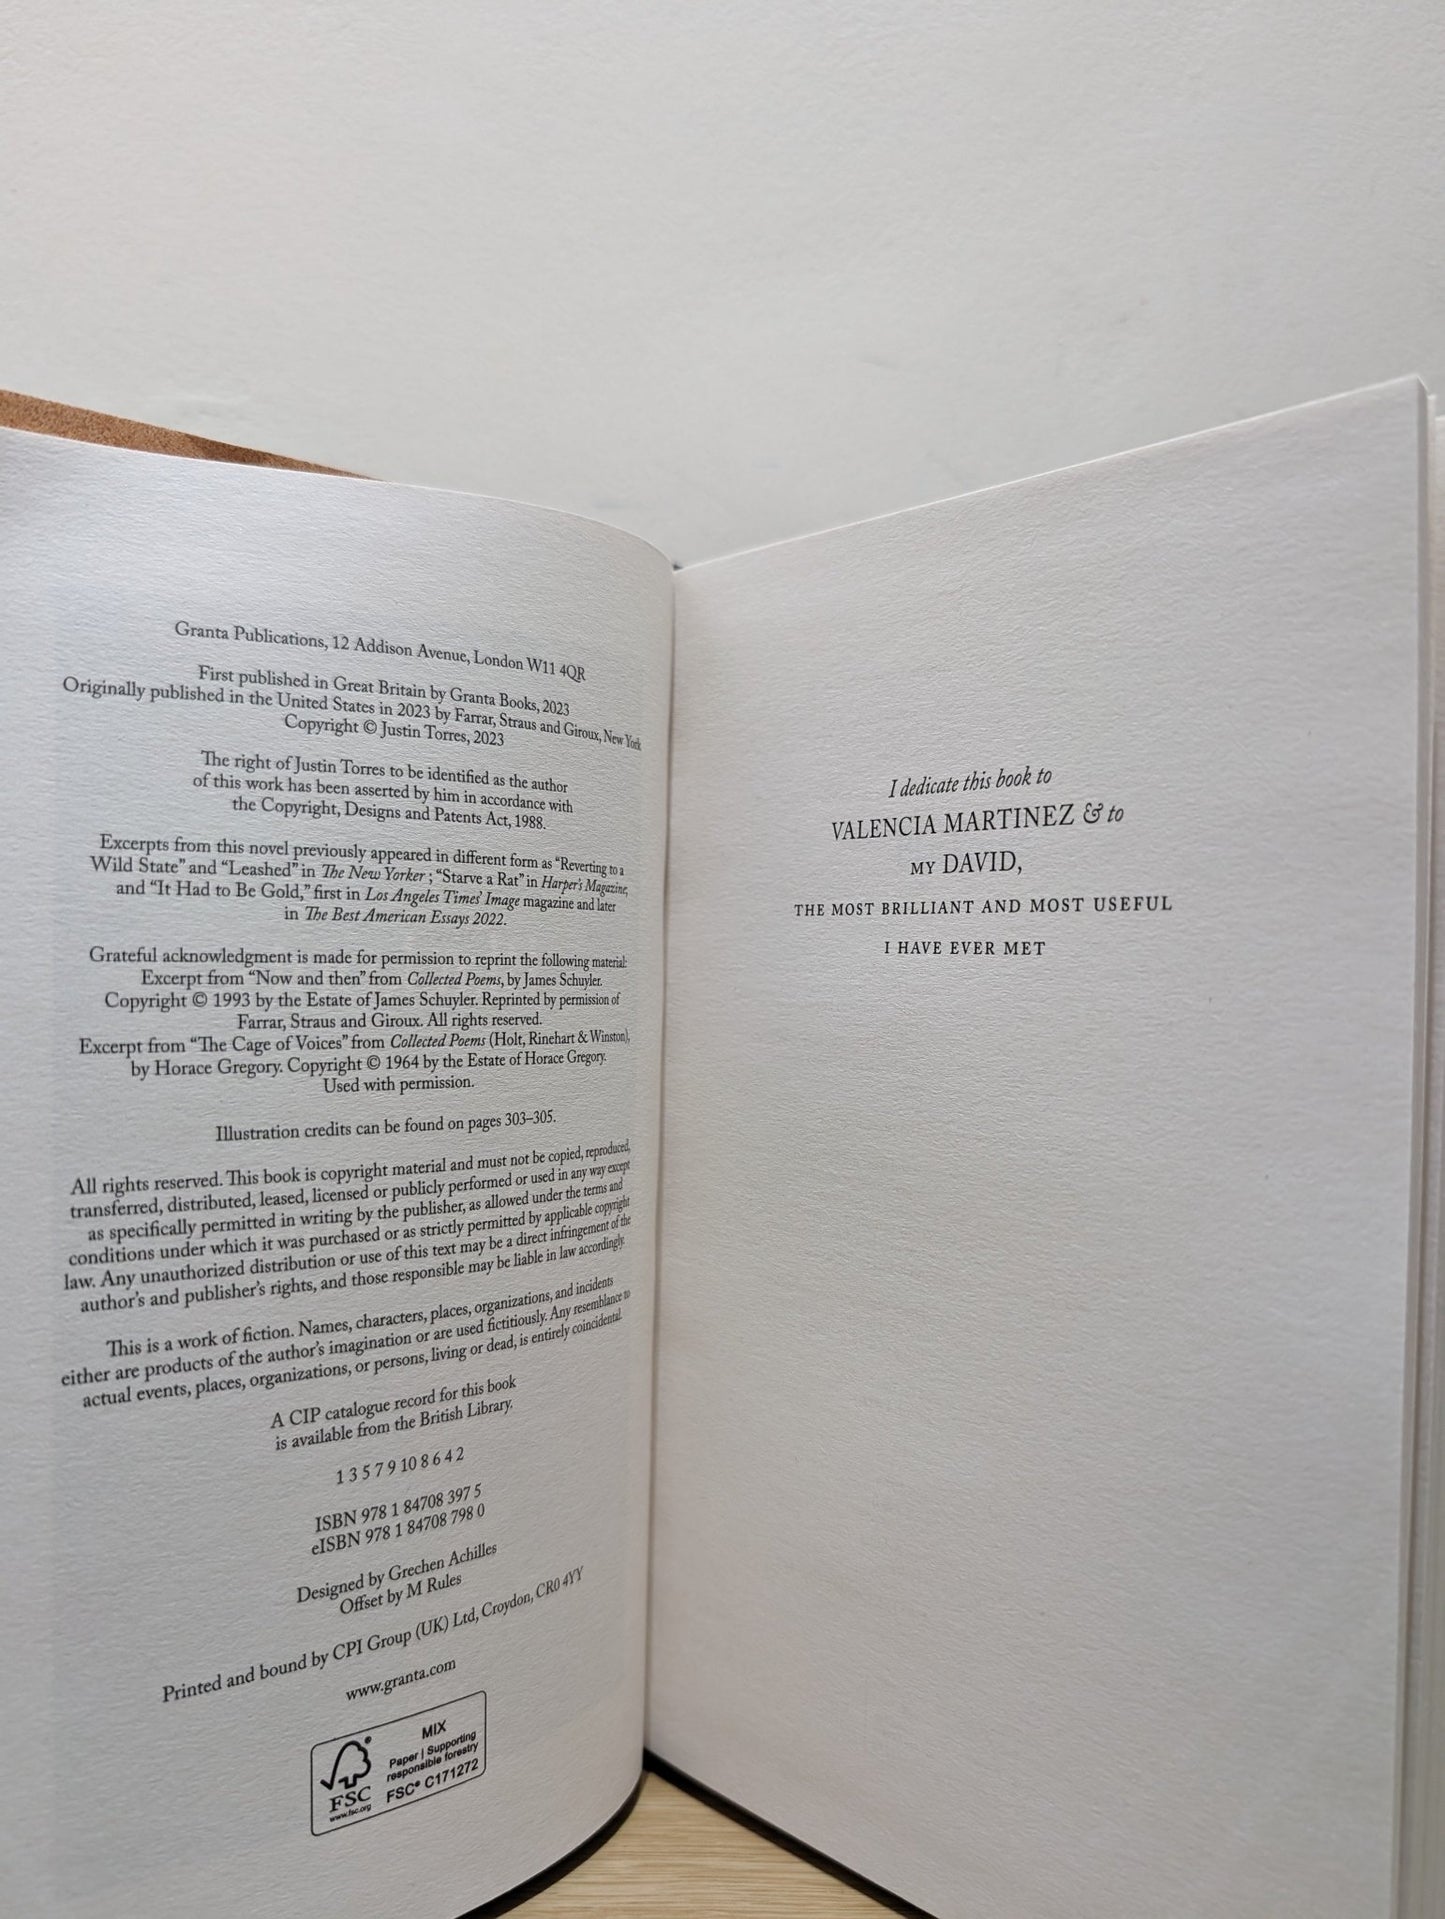 Granta Publications, 12 Addison Avenue, London W11 4QR
First published in Great Britain by Granta Books, 2023
Originally published in the United States in 2023 by Farrar, Straus and Giroux, New York
Copyright © Justin Torres, 2023
The right of Justin Torres to be identified as the author
of this work has been asserted by him in accordance with
the Copyright, Designs and Patents Act, 1988.
Excerpts from this novel previously appeared in different form as “Reverting to a
Wild State” and “Leashed” in The New Yorker; “Starve a Rat” in Harper's Magazine,
and “It Had to Be Gold,” first in Los Angeles Times' Image magazine and later
in The Best American Essays 2022.
Grateful acknowledgment is made for permission to reprint the following material:
Excerpt from “Now and then” from Collected Poems, by James Schuyler.
Copyright © 1993 by the Estate of James Schuyler. Reprinted by permission of
Farrar, Straus and Giroux. All rights reserved.
Excerpt from “The Cage of Voices” from Collected Poems (Holt, Rinehart & Winston),
by Horace Gregory. Copyright © 1964 by the Estate of Horace Gregory.
Used with permission.
Illustration credits can be found on pages 303–305.
All rights reserved. This book is copyright material and must not be copied, reproduced,
transferred, distributed, leased, licensed or publicly performed or used in any way except
as specifically permitted in writing by the publisher, as allowed under the terms and
conditions under which it was purchased or as strictly permitted by applicable copyright
law. Any unauthorized distribution or use of this text may be a direct infringement of the
author's and publisher's rights, and those responsible may be liable in law accordingly.
This is a work of fiction. Names, characters, places, organizations, and incidents
either are products of the author's imagination or are used fictitiously. Any resemblance to
actual events, places, organizations, or persons, living or dead, is entirely coincidental.
A CIP catalogue record for this book
is available from the British Library.
1 3 5 7 9 10 8 6 4 2
ISBN 978 1 84708 397 5
eISBN 978 1 84708 798 0
Designed by Grechen Achilles
Offset by M Rules
Printed and bound by CPI Group (UK) Ltd, Croydon, CR0 4YY
www.granta.com
MIX
Paper | Supporting
responsible forestry
FSC® C171272
FSC
www.fsc.org
I dedicate this book to
VALENCIA MARTINEZ & to
MY DAVID,
THE MOST BRILLIANT AND MOST USEFUL
I HAVE EVER MET